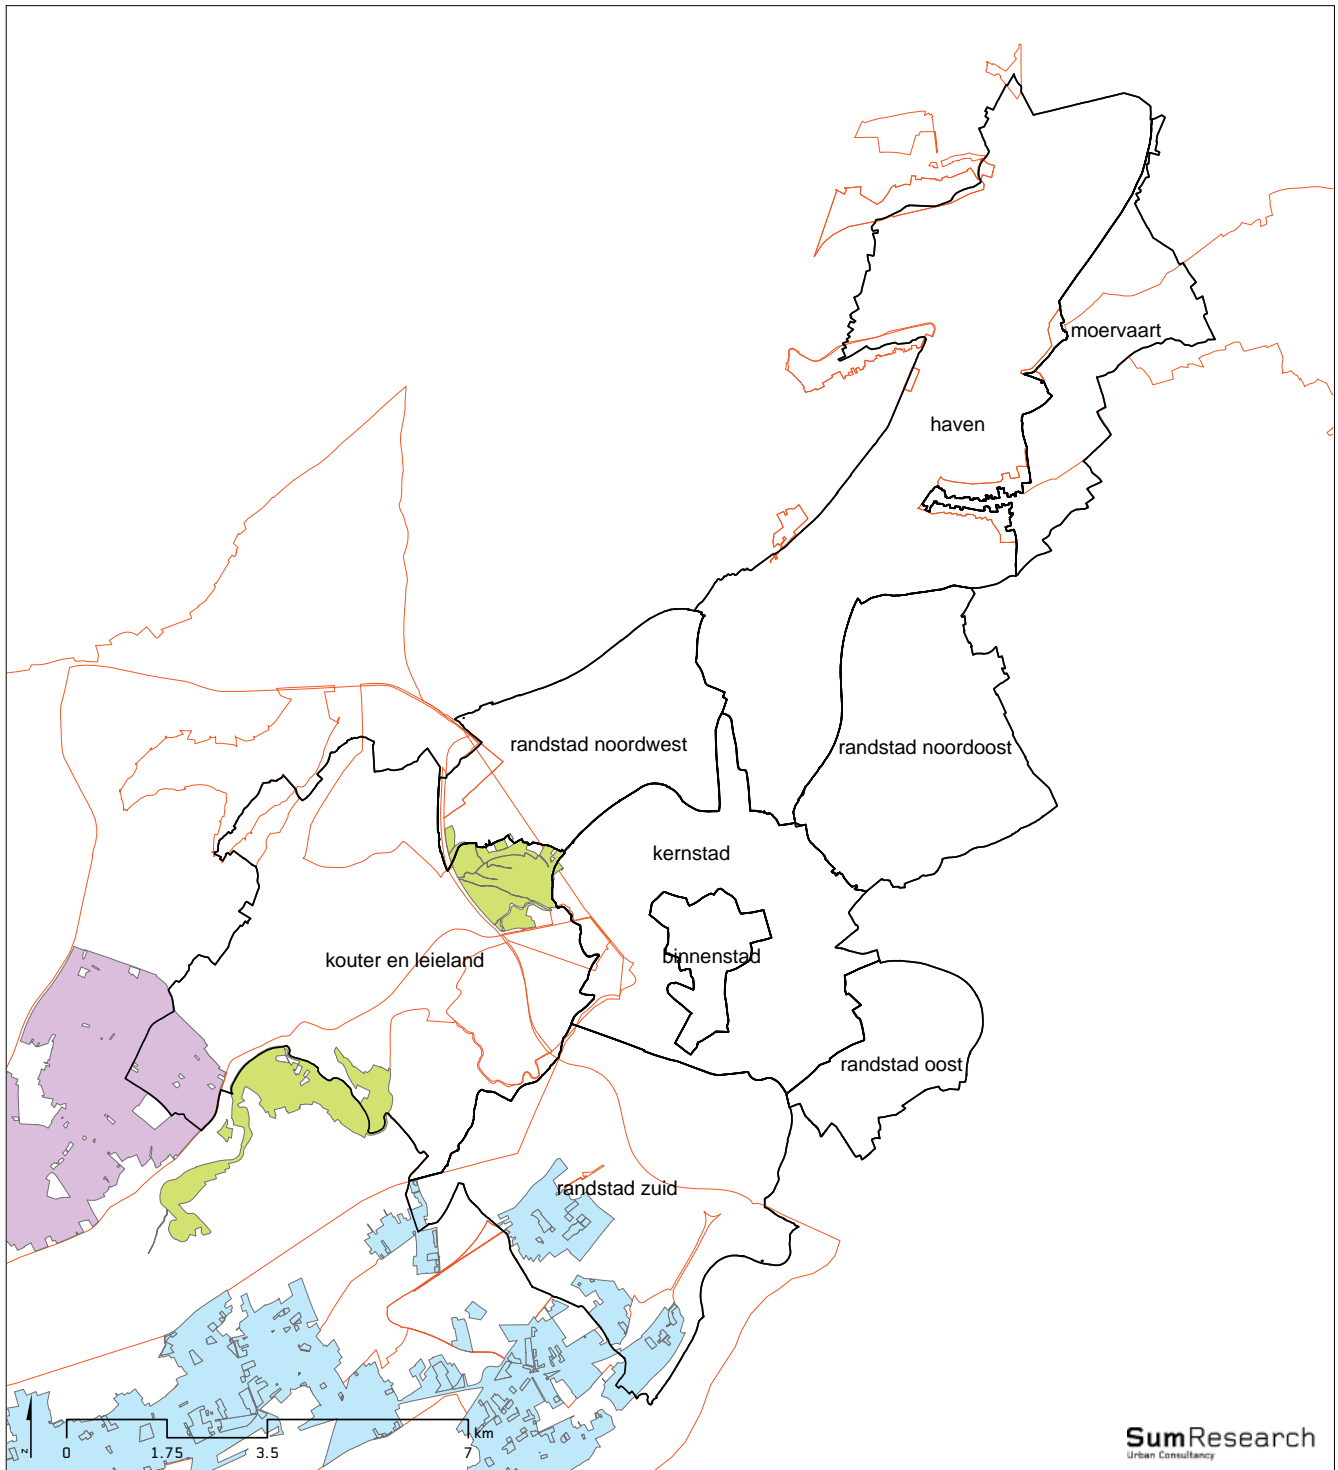 moervaart
haven
randstad noordwest
randstad noordoost
kernstad
binnenstad
kouter en leieland
randstad oost
randstad zuid
N
0 1.75 3.5 7 km
SumResearch
Urban Consultancy